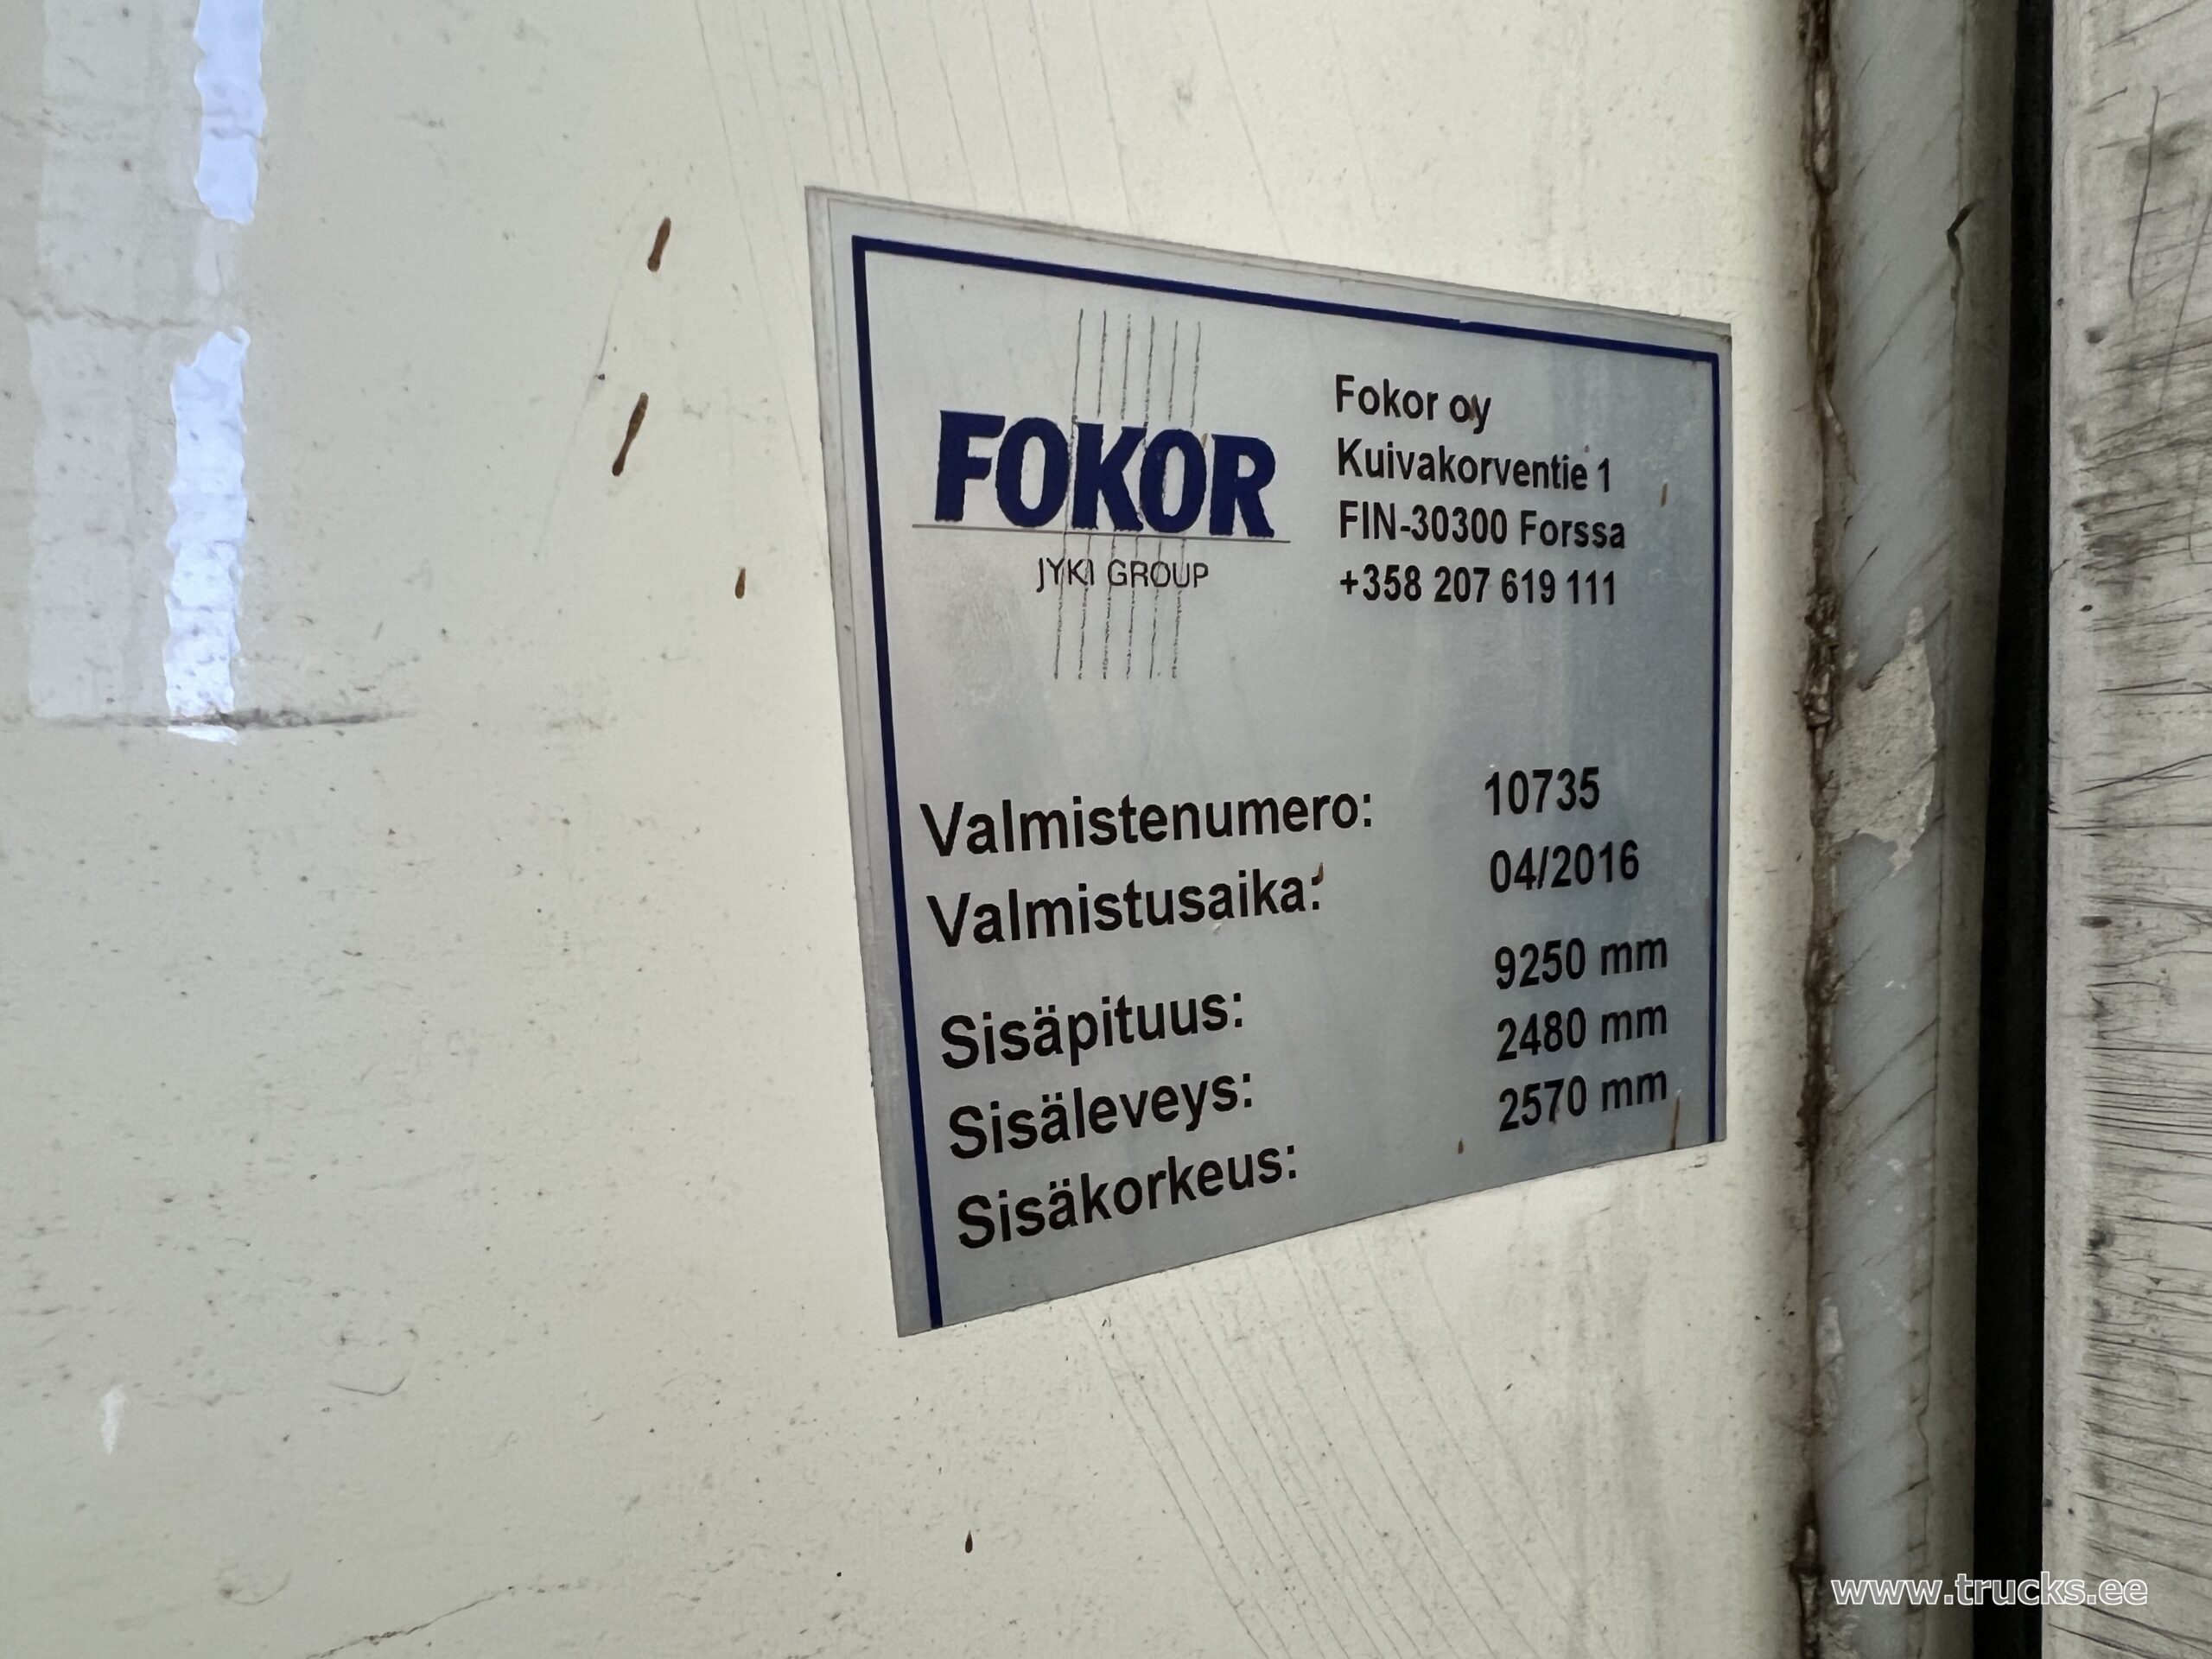 FOKOR
JYKI GROUP
Fokor oy
Kuivakorventie 1
FIN-30300 Forssa
+358 207 619 111
Valmistenumero: 10735
Valmistusaika: 04/2016
Sisäpituus: 9250 mm
Sisäleveys: 2480 mm
Sisäkorkeus: 2570 mm
www.trucks.ee